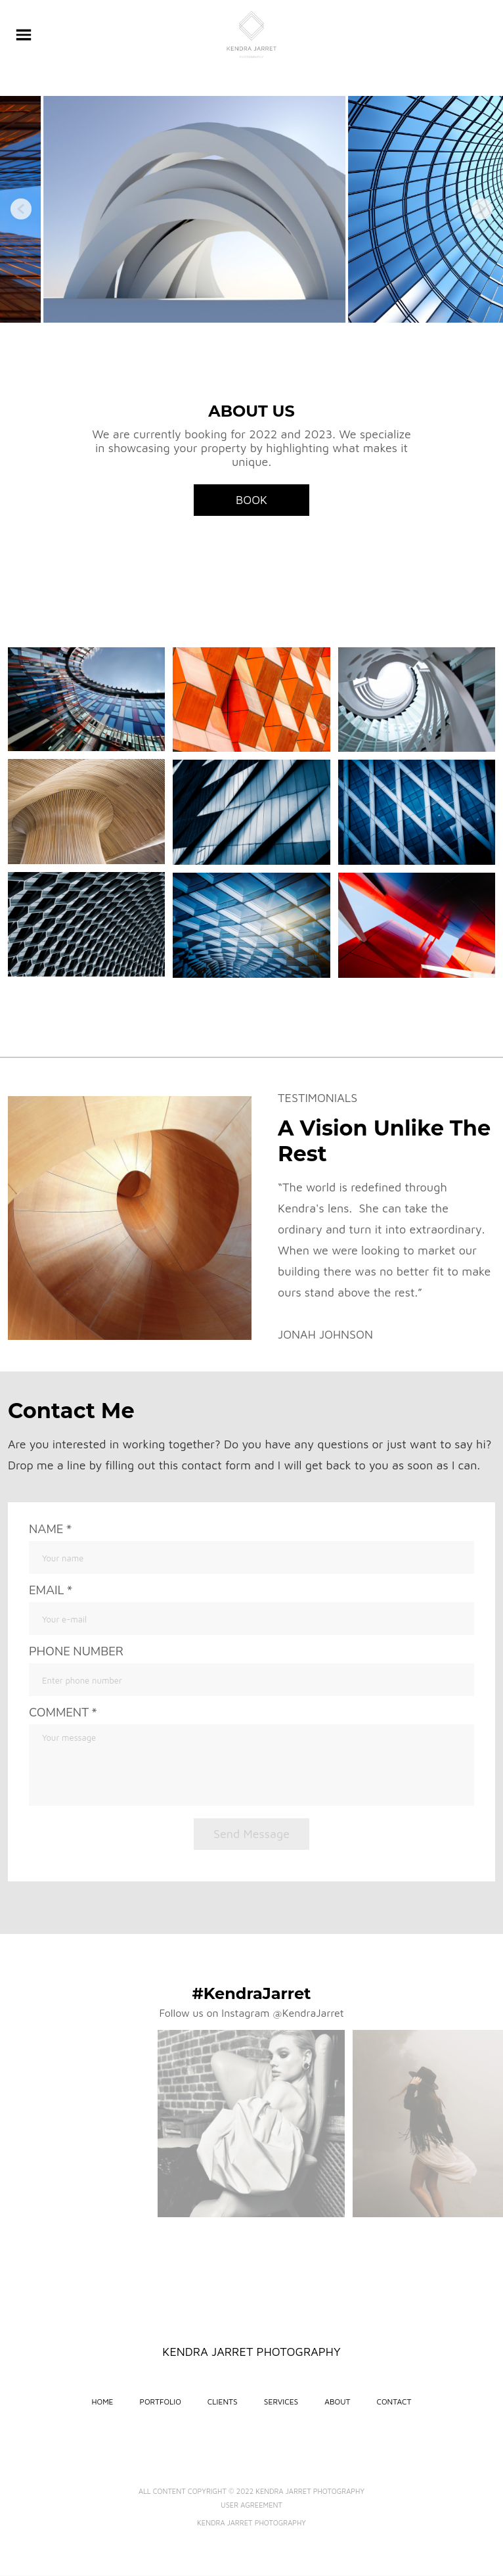 KENDRA JARRET
ABOUT US
We are currently booking for 2022 and 2023. We specialize
in showcasing your property by highlighting what makes it
unique.
BOOK
TESTIMONIALS
A Vision Unlike The
Rest
"The world is redefined through
Kendra's lens.  She can take the
ordinary and turn it into extraordinary.
When we were looking to market our
building there was no better fit to make
ours stand above the rest."
JONAH JOHNSON
Contact Me
Are you interested in working together? Do you have any questions or just want to say hi?
Drop me a line by filling out this contact form and I will get back to you as soon as I can.
NAME *
Your name
EMAIL *
Your e-mail
PHONE NUMBER
Enter phone number
COMMENT *
Your message
Send Message
#KendraJarret
Follow us on Instagram @KendraJarret
KENDRA JARRET PHOTOGRAPHY
HOME PORTFOLIO CLIENTS SERVICES ABOUT CONTACT
ALL CONTENT COPYRIGHT © 2022 KENDRA JARRET PHOTOGRAPHY
USER AGREEMENT
KENDRA JARRET PHOTOGRAPHY